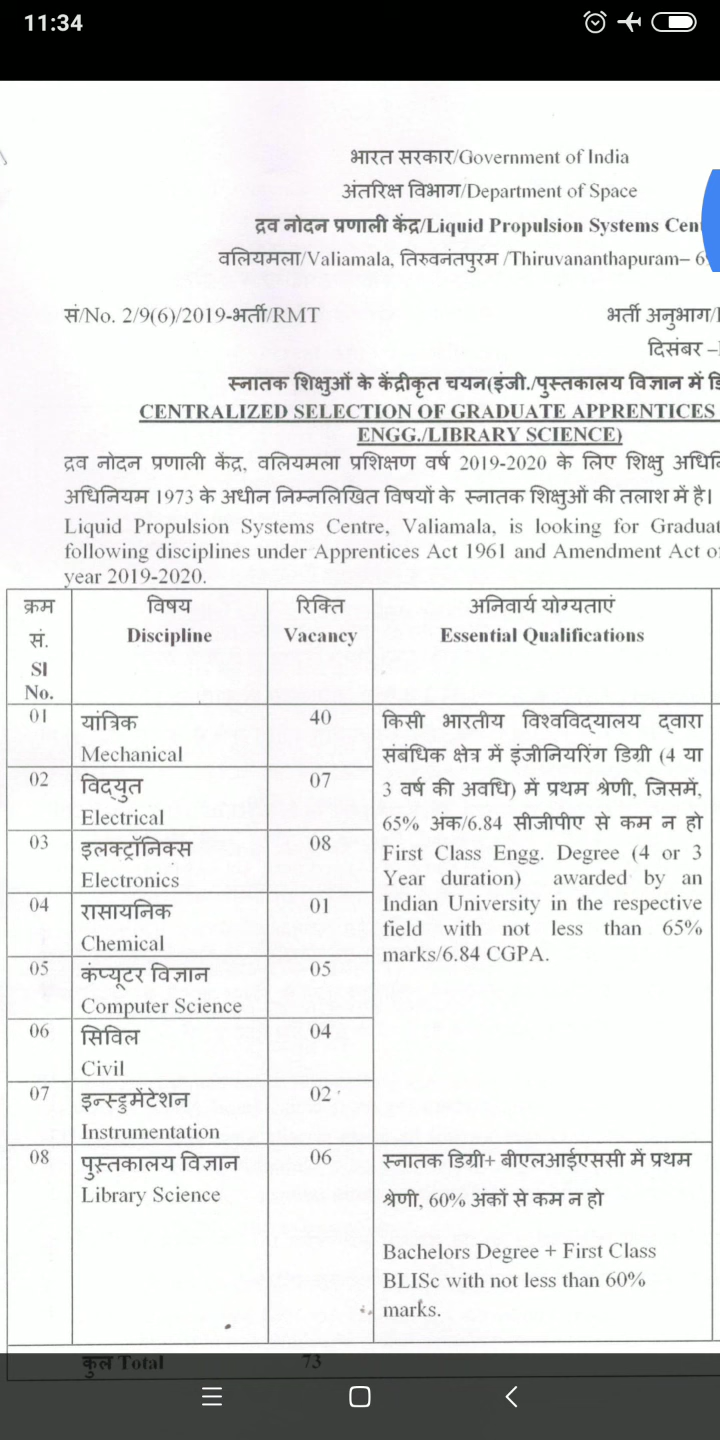 11:34
भारत सरकार/Government of India
अंतरिक्ष विभाग/Department of Space
द्रव नोदन प्रणाली केंद्र/Liquid Propulsion Systems Cen
वलियमला/Valiamala, तिरुवनंतपुरम /Thiruvananthapuram– 6
सं/No. 2/9(6)/2019-भर्ती/RMT
भर्ती अनुभाग/
दिसंबर –
स्नातक शिक्षुओं के केंद्रीकृत चयन(इंजी./पुस्तकालय विज्ञान में डि
CENTRALIZED SELECTION OF GRADUATE APPRENTICES
ENGG./LIBRARY SCIENCE)
द्रव नोदन प्रणाली केंद्र, वलियमला प्रशिक्षण वर्ष 2019-2020 के लिए शिक्षु अधिनि
अधिनियम 1973 के अधीन निम्नलिखित विषयों के स्नातक शिक्षुओं की तलाश में है।
Liquid Propulsion Systems Centre, Valiamala, is looking for Graduat
following disciplines under Apprentices Act 1961 and Amendment Act o
year 2019-2020.
क्रम सं. Sl No.
विषय Discipline
रिक्ति Vacancy
अनिवार्य योग्यताएं Essential Qualifications
01 यांत्रिक Mechanical 40
02 विद्युत Electrical 07
03 इलक्ट्रॉनिक्स Electronics 08
04 रासायनिक Chemical 01
05 कंप्यूटर विज्ञान Computer Science 05
06 सिविल Civil 04
07 इन्स्ट्रुमेंटेशन Instrumentation 02
किसी भारतीय विश्वविद्यालय द्वारा
संबंधिक क्षेत्र में इंजीनियरिंग डिग्री (4 या
3 वर्ष की अवधि) में प्रथम श्रेणी, जिसमें,
65% अंक/6.84 सीजीपीए से कम न हो
First Class Engg. Degree (4 or 3
Year duration) awarded by an
Indian University in the respective
field with not less than 65%
marks/6.84 CGPA.
08 पुस्तकालय विज्ञान Library Science 06
स्नातक डिग्री+ बीएलआईएससी में प्रथम
श्रेणी, 60% अंकों से कम न हो
Bachelors Degree + First Class
BLISc with not less than 60%
marks.
कुल Total 73